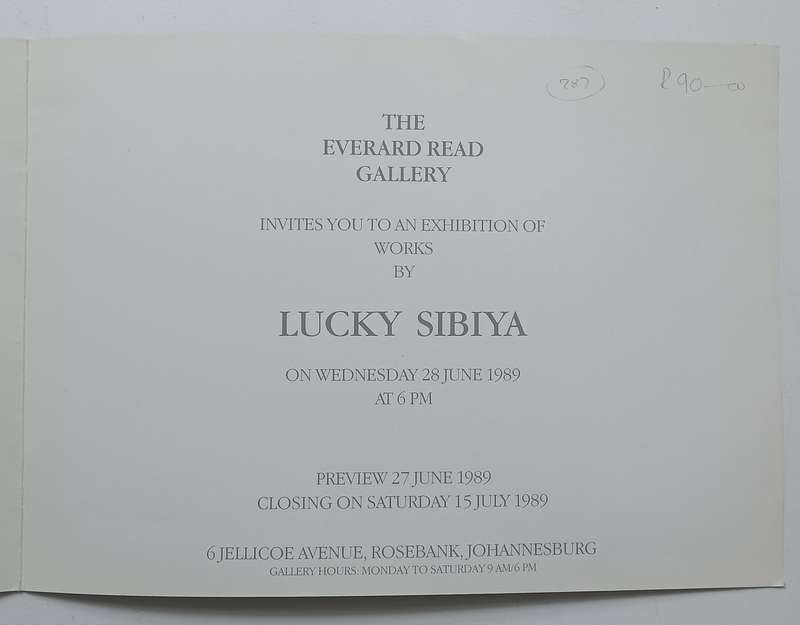 787 R 90—00
THE
EVERARD READ
GALLERY
INVITES YOU TO AN EXHIBITION OF
WORKS
BY
LUCKY SIBIYA
ON WEDNESDAY 28 JUNE 1989
AT 6 PM
PREVIEW 27 JUNE 1989
CLOSING ON SATURDAY 15 JULY 1989
6 JELLICOE AVENUE, ROSEBANK, JOHANNESBURG
GALLERY HOURS: MONDAY TO SATURDAY 9 AM/6 PM